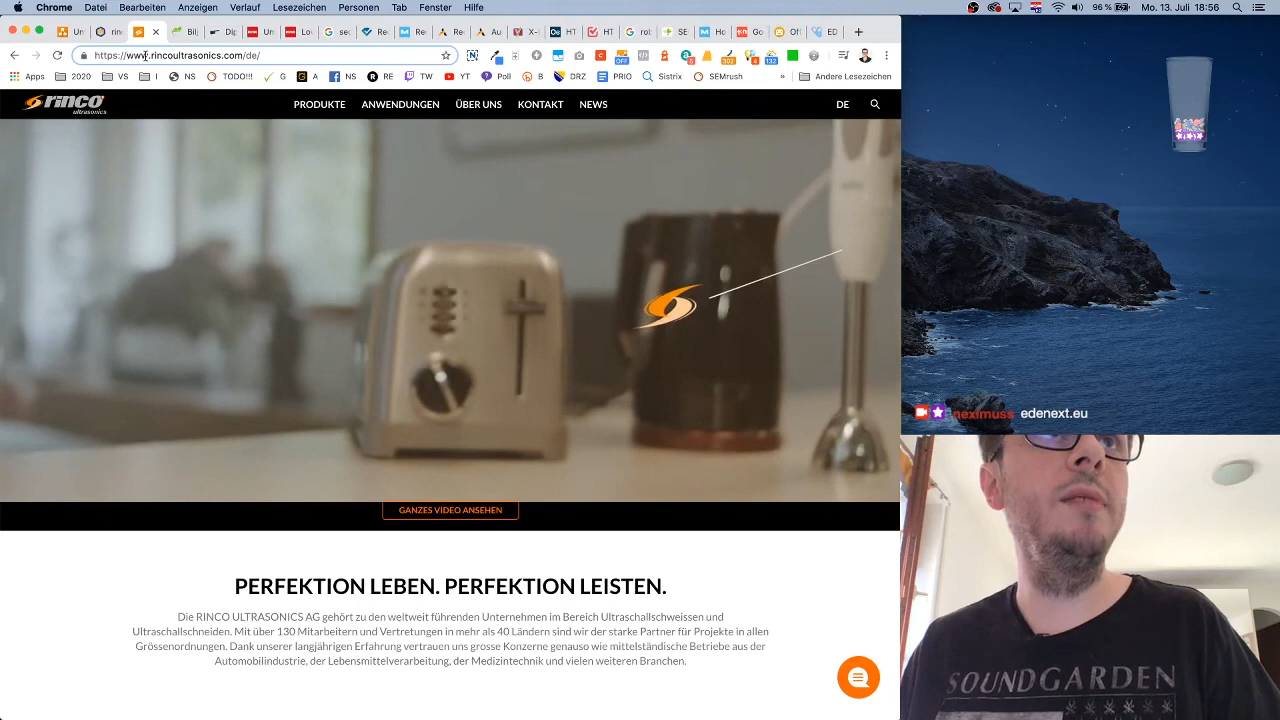 Chrome Datei Bearbeiten Anzeigen Verlauf Lesezeichen Personen Tab Fenster Hilfe 96 % Mo. 13. Juli 18:56
https://www.rincoultrasonics.com/de/
Apps 2020 VS I NS TODO!!! G A NS RE TW YT Poll B DRZ PRIO Sistrix SEMrush » Andere Lesezeichen
rinco
ultrasonics
PRODUKTE ANWENDUNGEN ÜBER UNS KONTAKT NEWS DE
GANZES VIDEO ANSEHEN
PERFEKTION LEBEN. PERFEKTION LEISTEN.
Die RINCO ULTRASONICS AG gehört zu den weltweit führenden Unternehmen im Bereich Ultraschallschweissen und
Ultraschallschneiden. Mit über 130 Mitarbeitern und Vertretungen in mehr als 40 Ländern sind wir der starke Partner für Projekte in allen
Grössenordnungen. Dank unserer langjährigen Erfahrung vertrauen uns grosse Konzerne genauso wie mittelständische Betriebe aus der
Automobilindustrie, der Lebensmittelverarbeitung, der Medizintechnik und vielen weiteren Branchen.
neximuss edenext.eu
SOUNDGARDEN